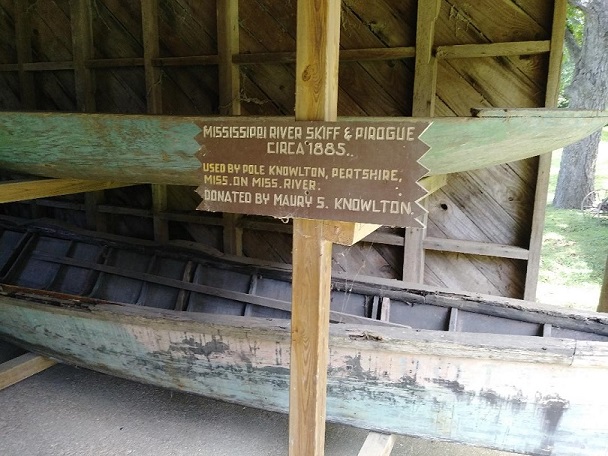 MISSISSIPPI RIVER SKIFF & PIROGUE
CIRCA 1885.
USED BY POLE KNOWLTON, PERTSHIRE,
MISS. ON MISS. RIVER.
DONATED BY MAURY S. KNOWLTON.